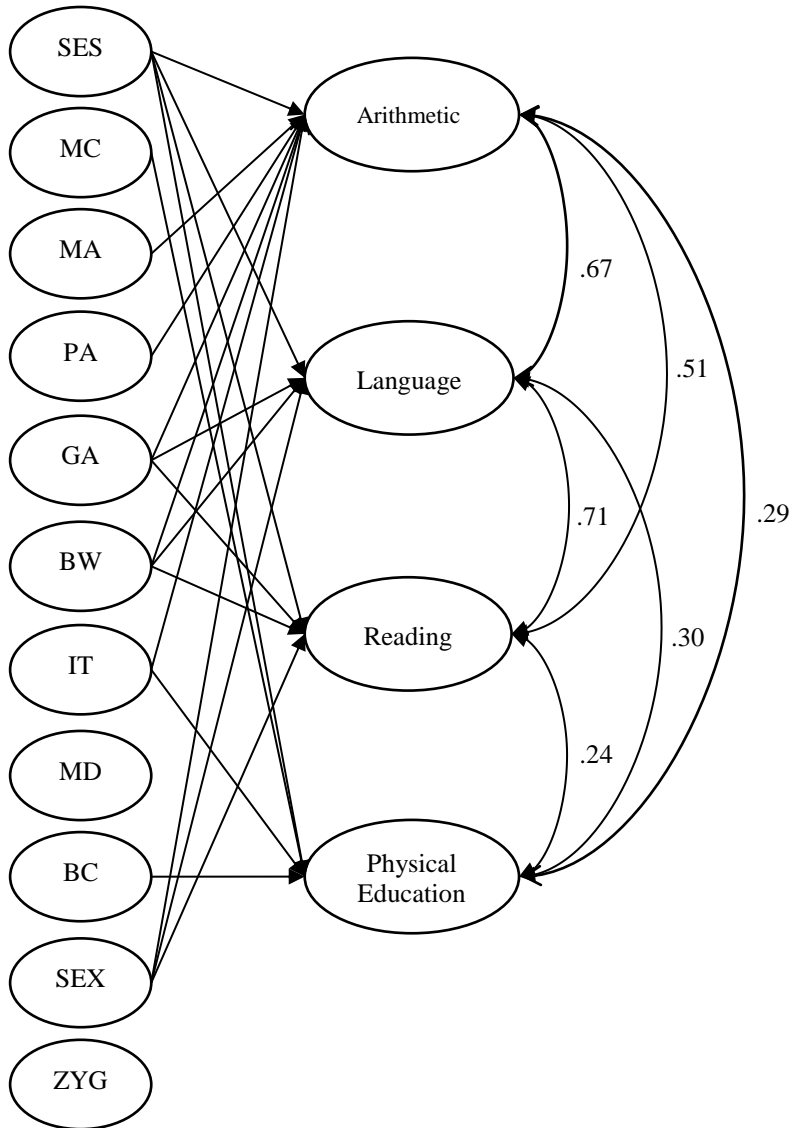 SES
MC
MA
PA
GA
BW
IT
MD
BC
SEX
ZYG
Arithmetic
Language
Reading
Physical
Education
.67
.51
.71
.29
.30
.24